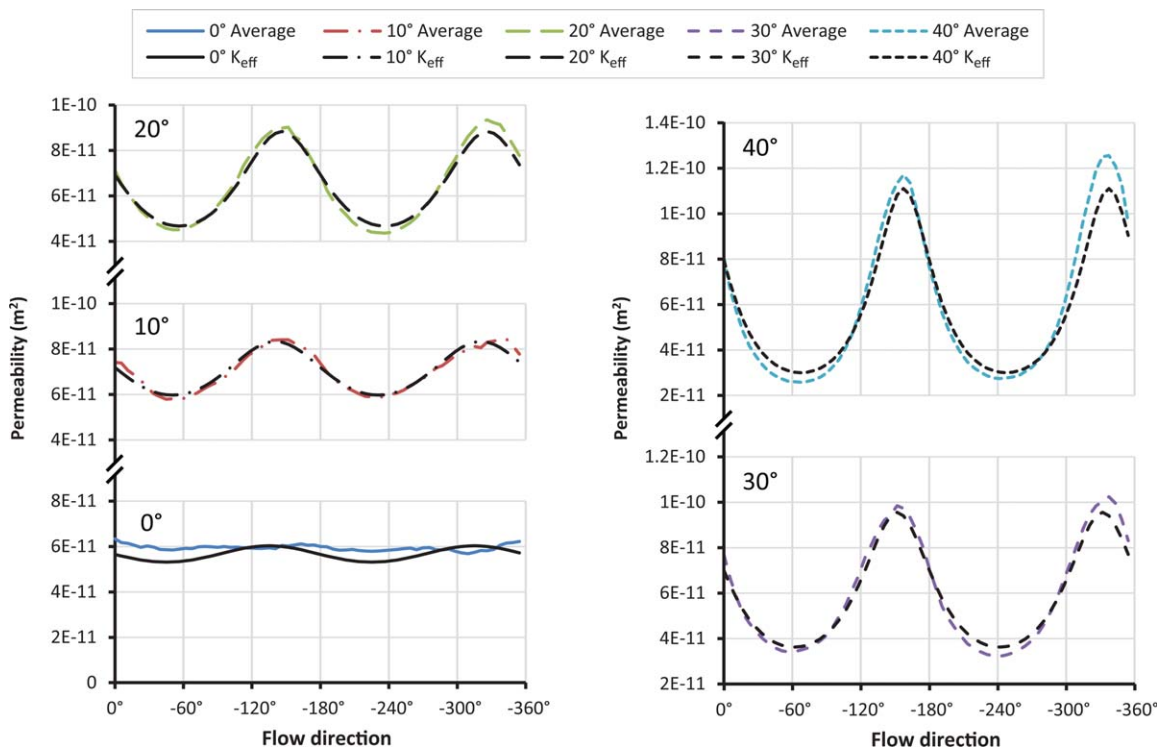 0° Average 10° Average 20° Average 30° Average 40° Average
0° Keff 10° Keff 20° Keff 30° Keff 40° Keff
1E-10
20°
8E-11
6E-11
4E-11
1E-10
10°
8E-11
6E-11
4E-11
8E-11
0°
6E-11
4E-11
2E-11
0
Permeability (m²)
0° -60° -120° -180° -240° -300° -360°
Flow direction
1.4E-10
40°
1.2E-10
1E-10
8E-11
6E-11
4E-11
2E-11
1.2E-10
30°
1E-10
8E-11
6E-11
4E-11
2E-11
Permeability (m²)
0° -60° -120° -180° -240° -300° -360°
Flow direction